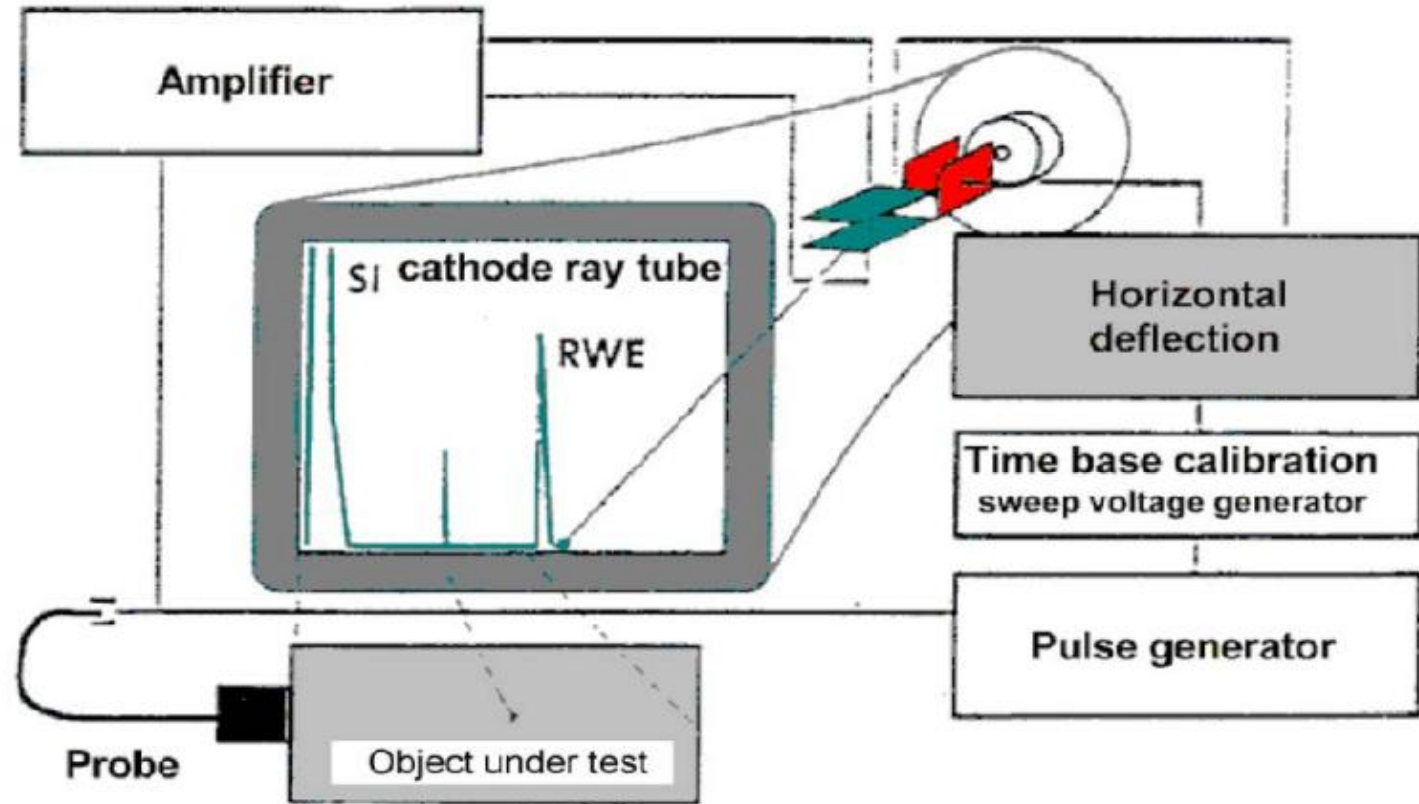 Amplifier
SI cathode ray tube
RWE
Horizontal
deflection
Time base calibration
sweep voltage generator
Pulse generator
Probe
Object under test